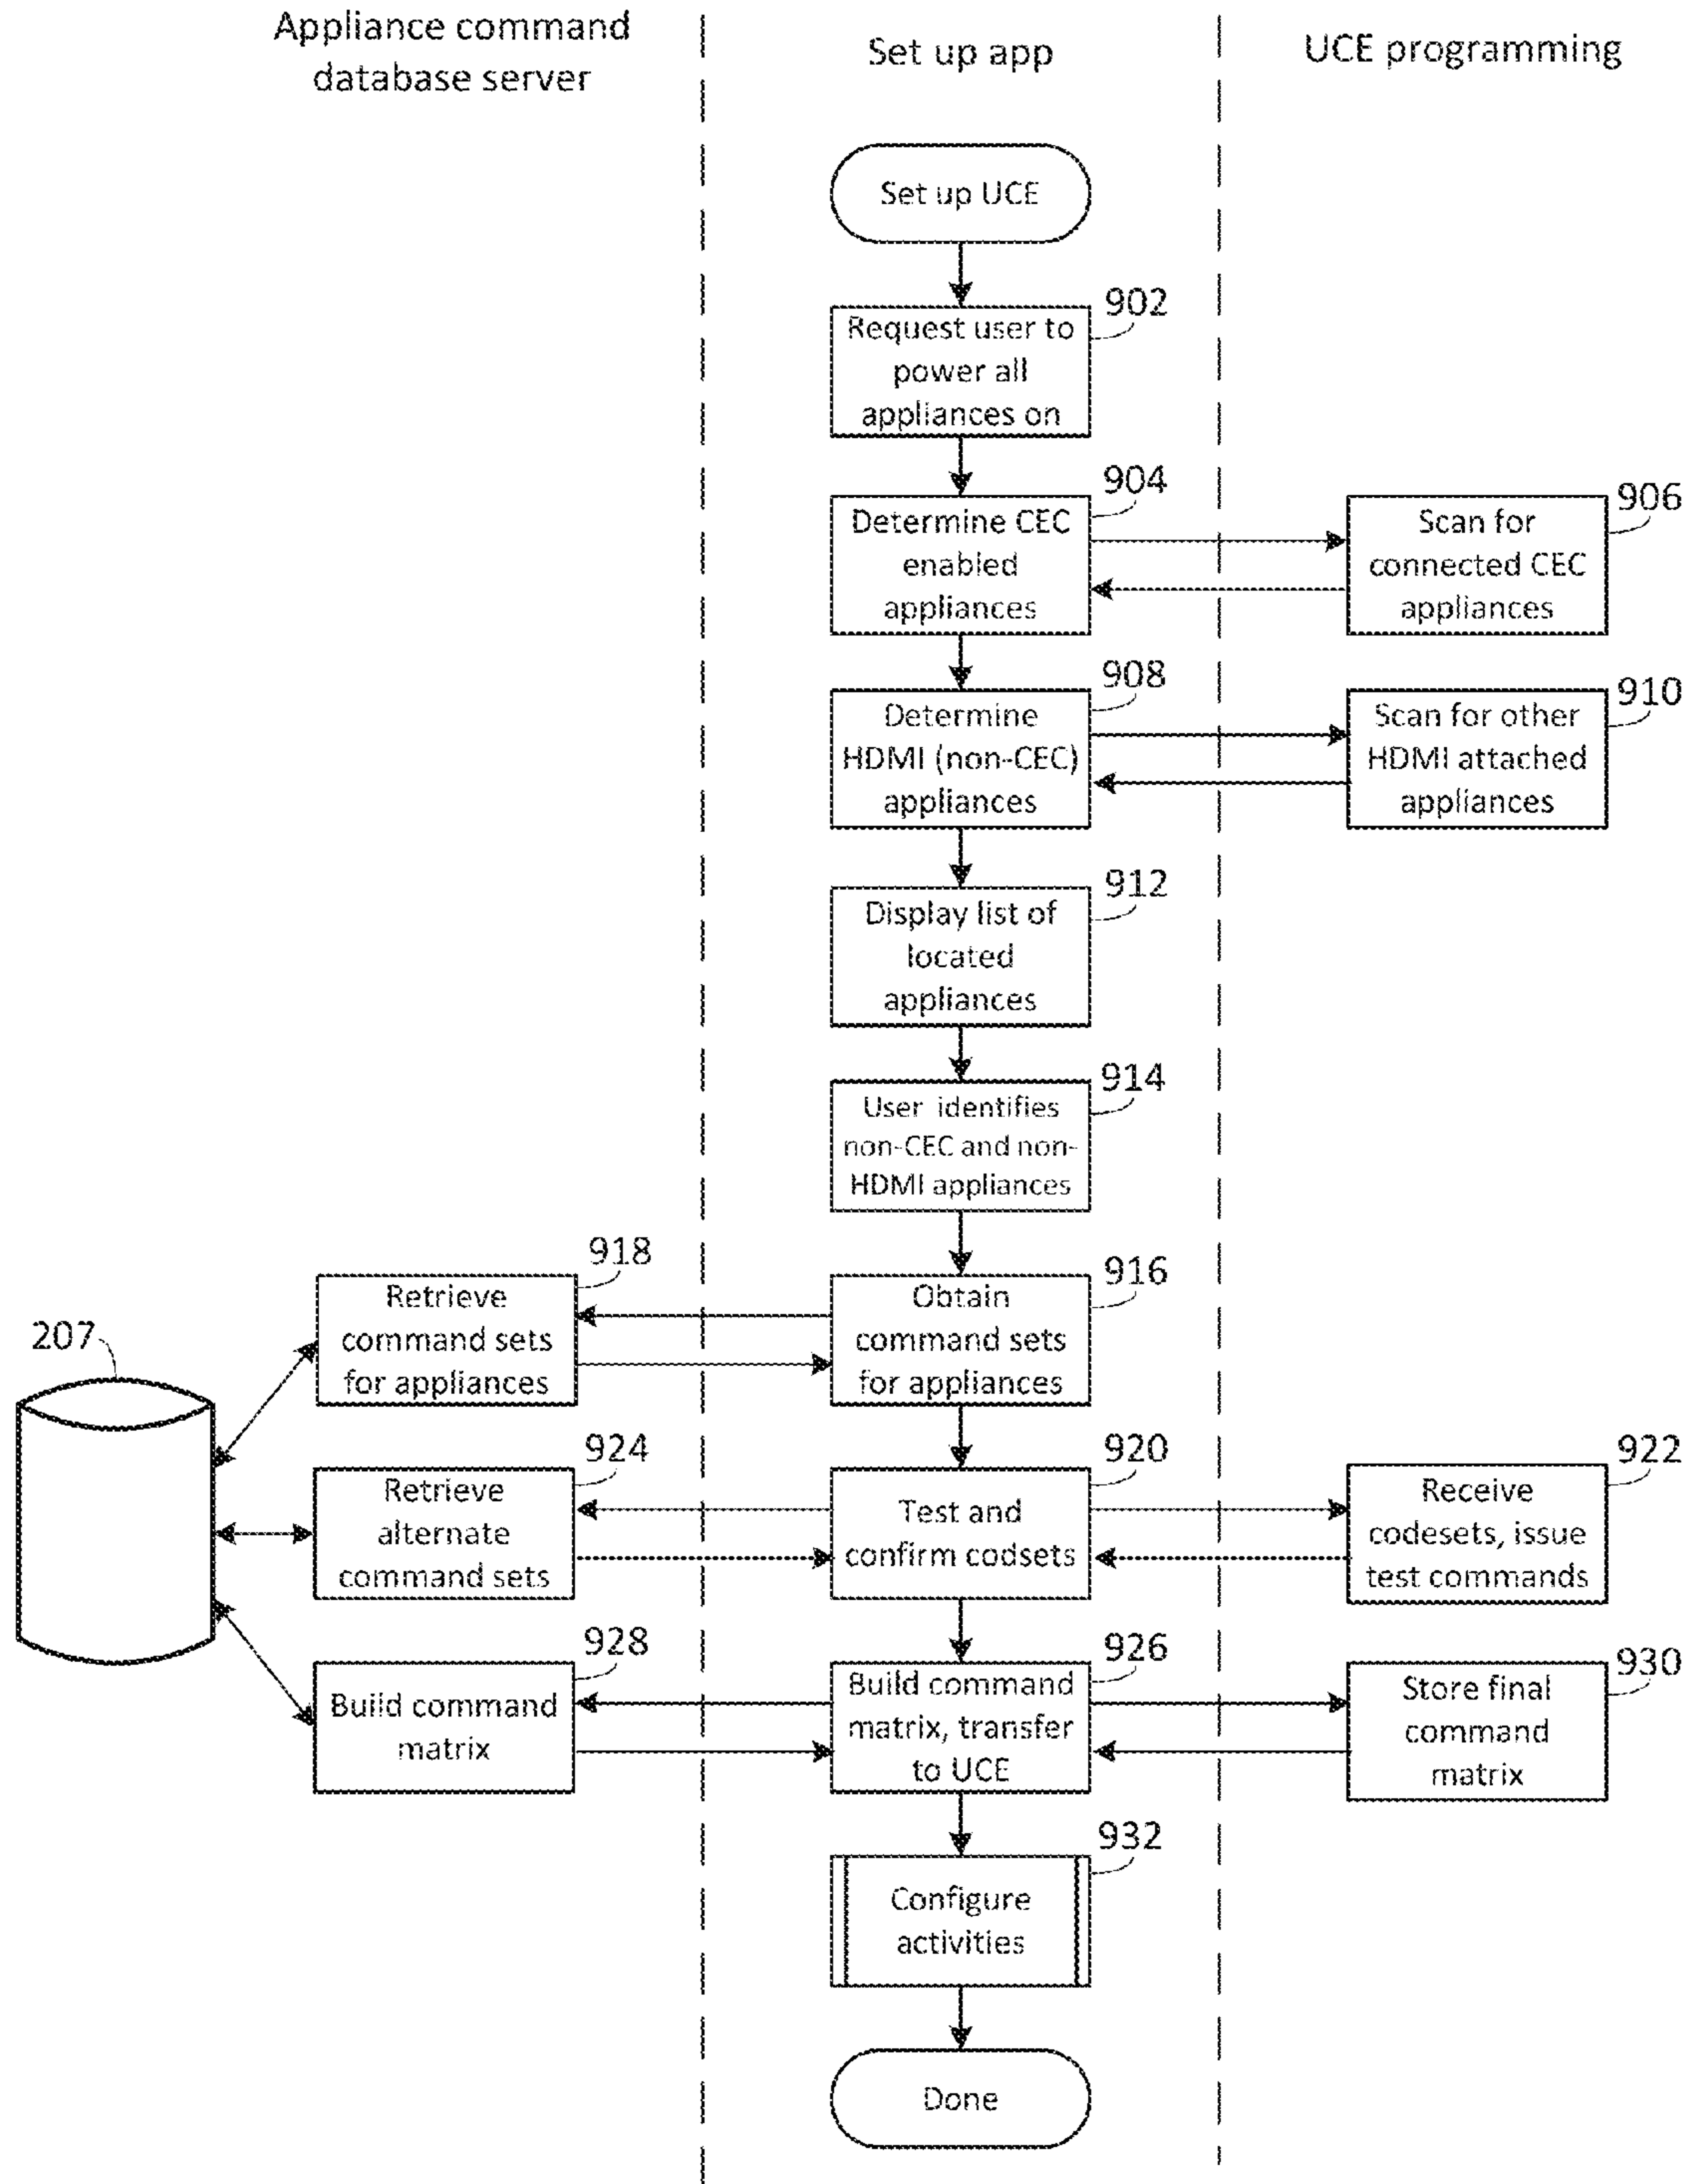 Appliance command
database server
Set up app
UCE programming
Set up UCE
902
Request user to
power all
appliances on
904
Determine CEC
enabled
appliances
906
Scan for
connected CEC
appliances
908
Determine
HDMI (non-CEC)
appliances
910
Scan for other
HDMI attached
appliances
912
Display list of
located
appliances
914
User identifies
non-CEC and non-
HDMI appliances
918
Retrieve
command sets
for appliances
916
Obtain
command sets
for appliances
207
924
Retrieve
alternate
command sets
920
Test and
confirm codsets
922
Receive
codesets, issue
test commands
928
Build command
matrix
926
Build command
matrix, transfer
to UCE
930
Store final
command
matrix
932
Configure
activities
Done